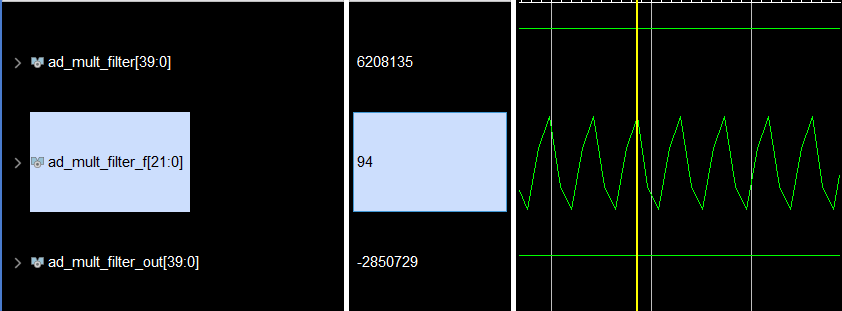 ad_mult_filter[39:0] 6208135
ad_mult_filter_f[21:0] 94
ad_mult_filter_out[39:0] -2850729